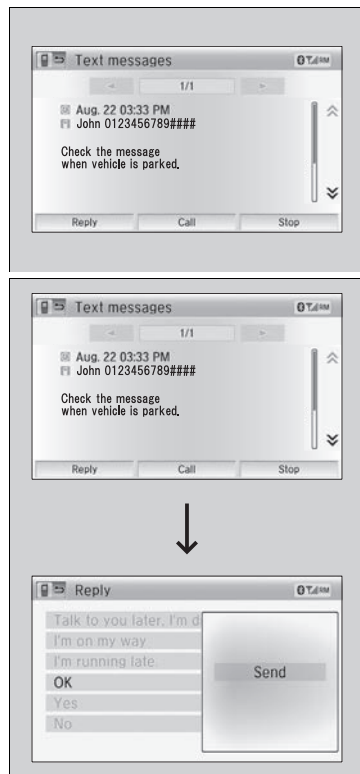 Text messages
1/1
Aug. 22 03:33 PM
John 0123456789####
Check the message
when vehicle is parked.
Reply Call Stop
Text messages
1/1
Aug. 22 03:33 PM
John 0123456789####
Check the message
when vehicle is parked.
Reply Call Stop
Reply
Talk to you later, I'm d
I'm on my way
I'm running late.
OK
Send
Yes
No